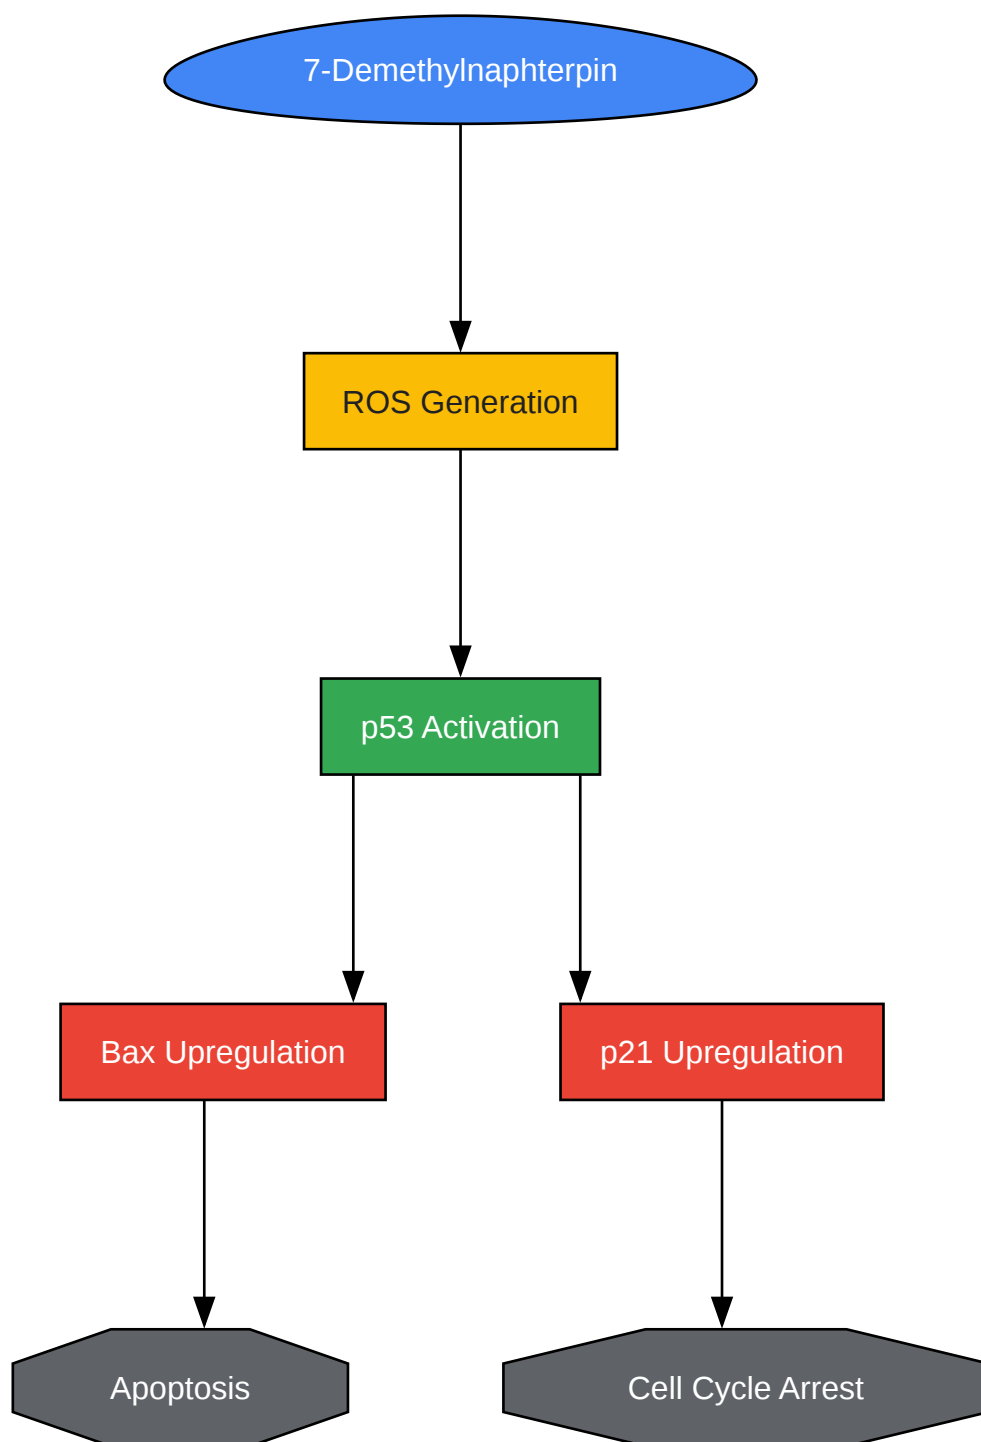 7-Demethylnaphterpin
ROS Generation
p53 Activation
Bax Upregulation
p21 Upregulation
Apoptosis
Cell Cycle Arrest